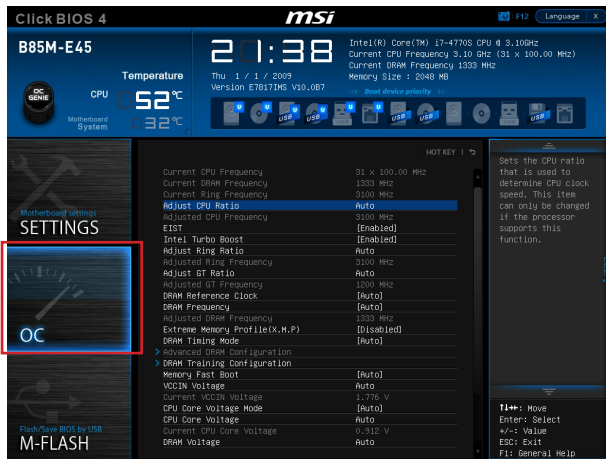 Click BIOS 4
msi
F12
Language
X
B85M-E45
OC
GENIE
Temperature
CPU 52°C
Motherboard
System 32°C
21:38
Thu 1 / 1 / 2009
Version E7817IMS V10.0B7
Intel(R) Core(TM) i7-4770S CPU @ 3.10GHz
Current CPU Frequency 3.10 GHz (31 x 100.00 MHz)
Current DRAM Frequency 1333 MHz
Memory Size : 2048 MB
Boot device priority
U U USB U USB U U U USB U USB USB
HOT KEY
Current CPU Frequency 31 x 100.00 MHz
Current DRAM Frequency 1333 MHz
Current Ring Frequency 3100 MHz
Adjust CPU Ratio Auto
Adjusted CPU Frequency 3100 MHz
EIST [Enabled]
Intel Turbo Boost [Enabled]
Adjust Ring Ratio Auto
Adjusted Ring Frequency 3100 MHz
Adjust GT Ratio Auto
Adjusted GT Frequency 1200 MHz
DRAM Reference Clock [Auto]
DRAM Frequency [Auto]
Adjusted DRAM Frequency 1333 MHz
Extreme Memory Profile(X.M.P) [Disabled]
DRAM Timing Mode [Auto]
> Advanced DRAM Configuration
> DRAM Training Configuration
Memory Fast Boot [Auto]
VCCIN Voltage Auto
Current VCCIN Voltage 1.776 V
CPU Core Voltage Mode [Auto]
CPU Core Voltage Auto
Current CPU Core Voltage 0.912 V
DRAM Voltage Auto
Motherboard settings
SETTINGS
OC
Flash/Save BIOS by USB
M-FLASH
Sets the CPU ratio
that is used to
determine CPU clock
speed. This item
can only be changed
if the processor
supports this
function.
↑↓←→: Move
Enter: Select
+/-: Value
ESC: Exit
F1: General Help